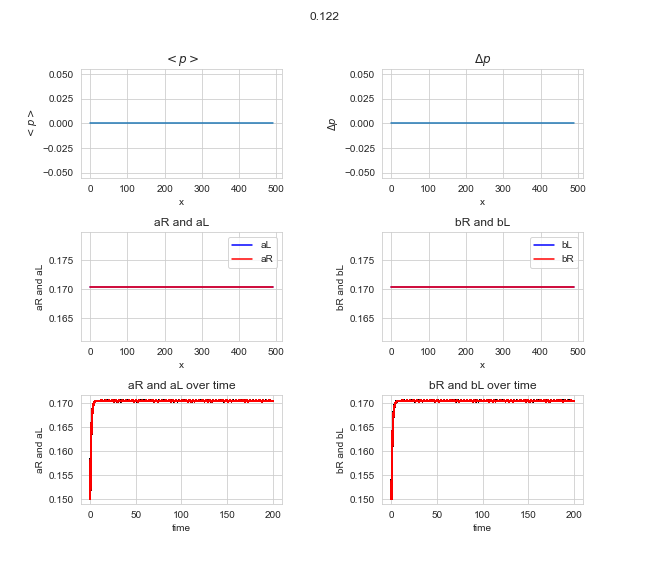 0.122
< p >
Δp
0.050
0.025
0.000
−0.025
−0.050
< p >
0 100 200 300 400 500
x
0.050
0.025
0.000
−0.025
−0.050
Δp
0 100 200 300 400 500
x
aR and aL
bR and bL
0.175
0.170
0.165
aR and aL
aL
aR
0 100 200 300 400 500
x
0.175
0.170
0.165
bR and bL
bL
bR
0 100 200 300 400 500
x
aR and aL over time
bR and bL over time
0.170
0.165
0.160
0.155
0.150
aR and aL
0 50 100 150 200
time
0.170
0.165
0.160
0.155
0.150
bR and bL
0 50 100 150 200
time